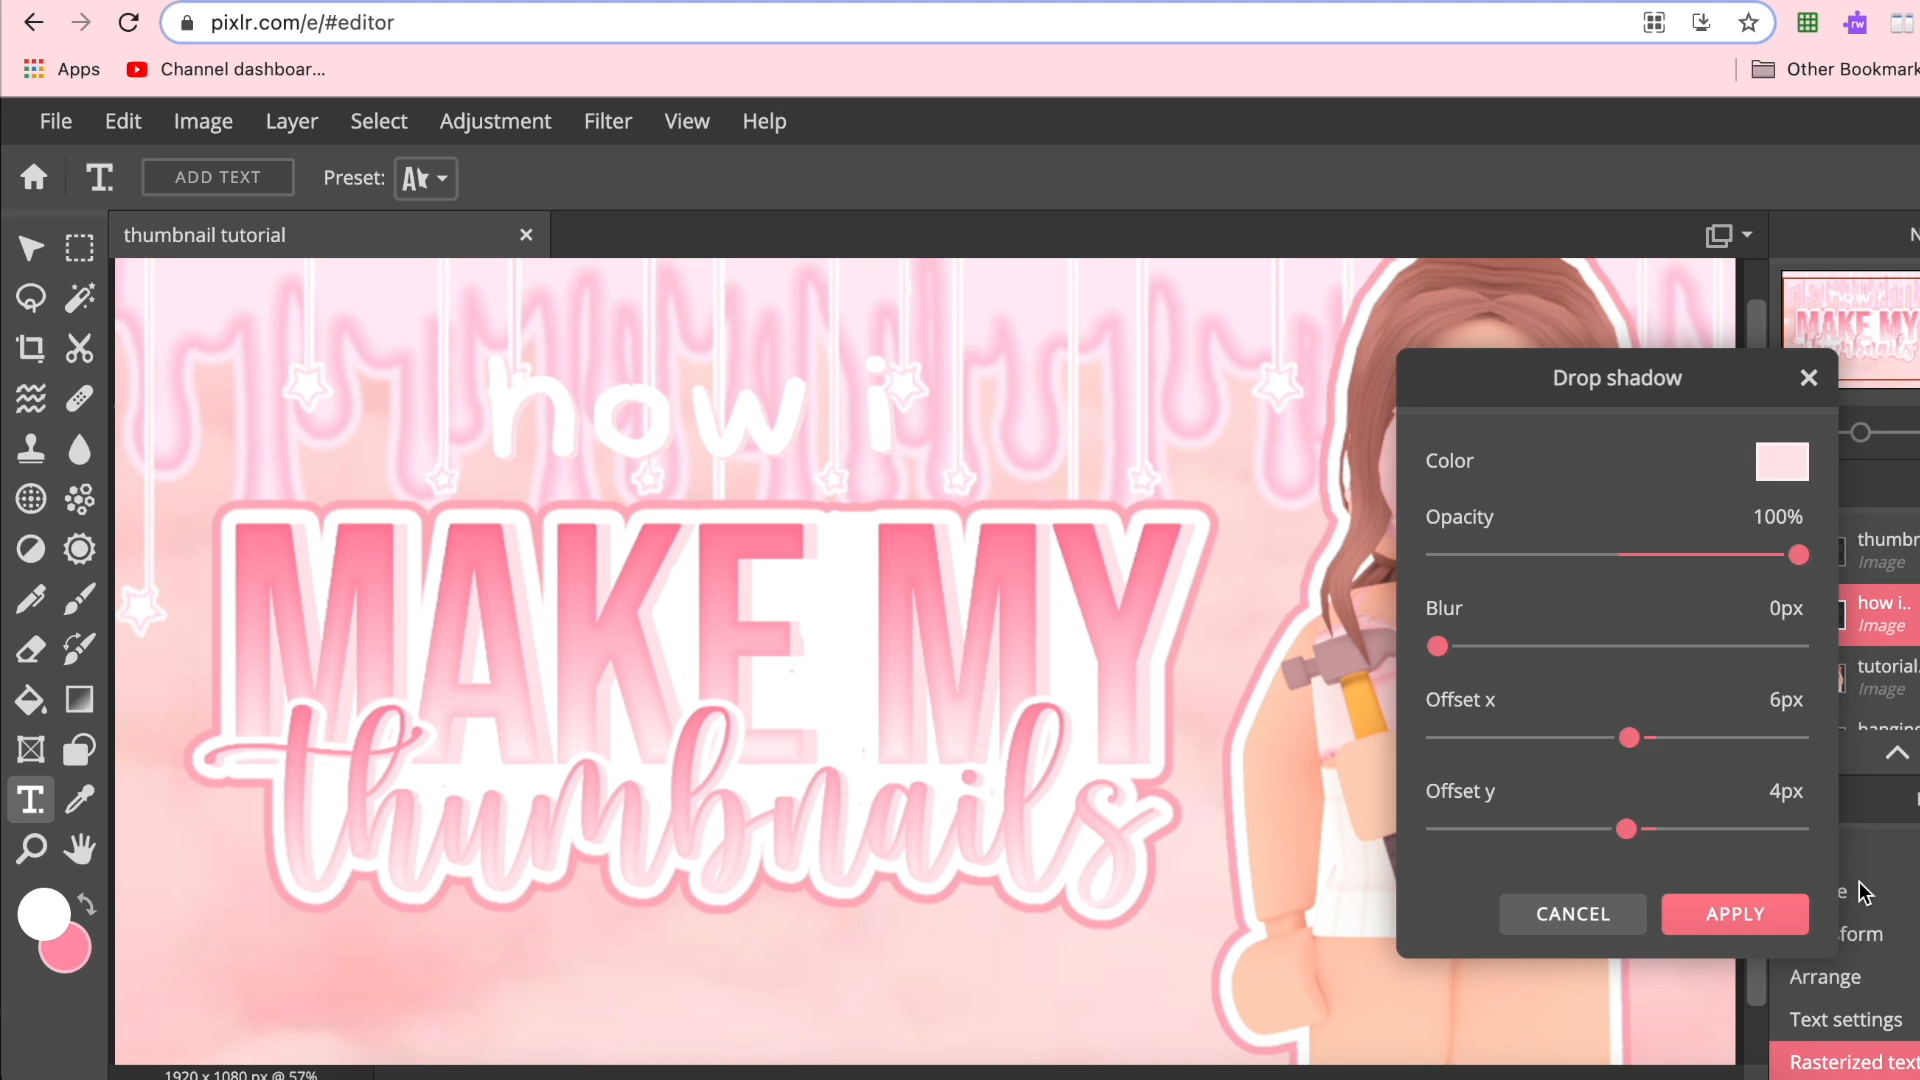 pixlr.com/e/#editor
Apps
Channel dashboar...
Other Bookmark
File Edit Image Layer Select Adjustment Filter View Help
T. ADD TEXT Preset:
thumbnail tutorial
how i
MAKE MY
thumbnails
MAKE MY
Drop shadow
Color
Opacity 100%
Blur 0px
Offset x 6px
Offset y 4px
CANCEL APPLY
thumbn
Image
how i..
Image
tutorial.
Image
form
Arrange
Text settings
Rasterized text
1920 x 1080 px @ 57%